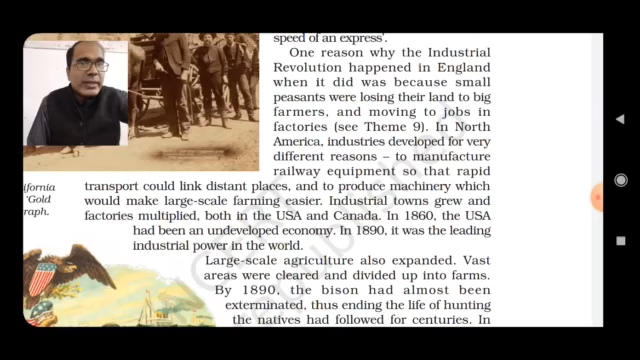 speed of an express'.
One reason why the Industrial
Revolution happened in England
when it did was because small
peasants were losing their land to big
farmers, and moving to jobs in
factories (see Theme 9). In North
America, industries developed for very
different reasons – to manufacture
railway equipment so that rapid
ifornia
'Gold
raph.
transport could link distant places, and to produce machinery which
would make large-scale farming easier. Industrial towns grew and
factories multiplied, both in the USA and Canada. In 1860, the USA
had been an undeveloped economy. In 1890, it was the leading
industrial power in the world.
Large-scale agriculture also expanded. Vast
areas were cleared and divided up into farms.
By 1890, the bison had almost been
exterminated, thus ending the life of hunting
the natives had followed for centuries. In
republished